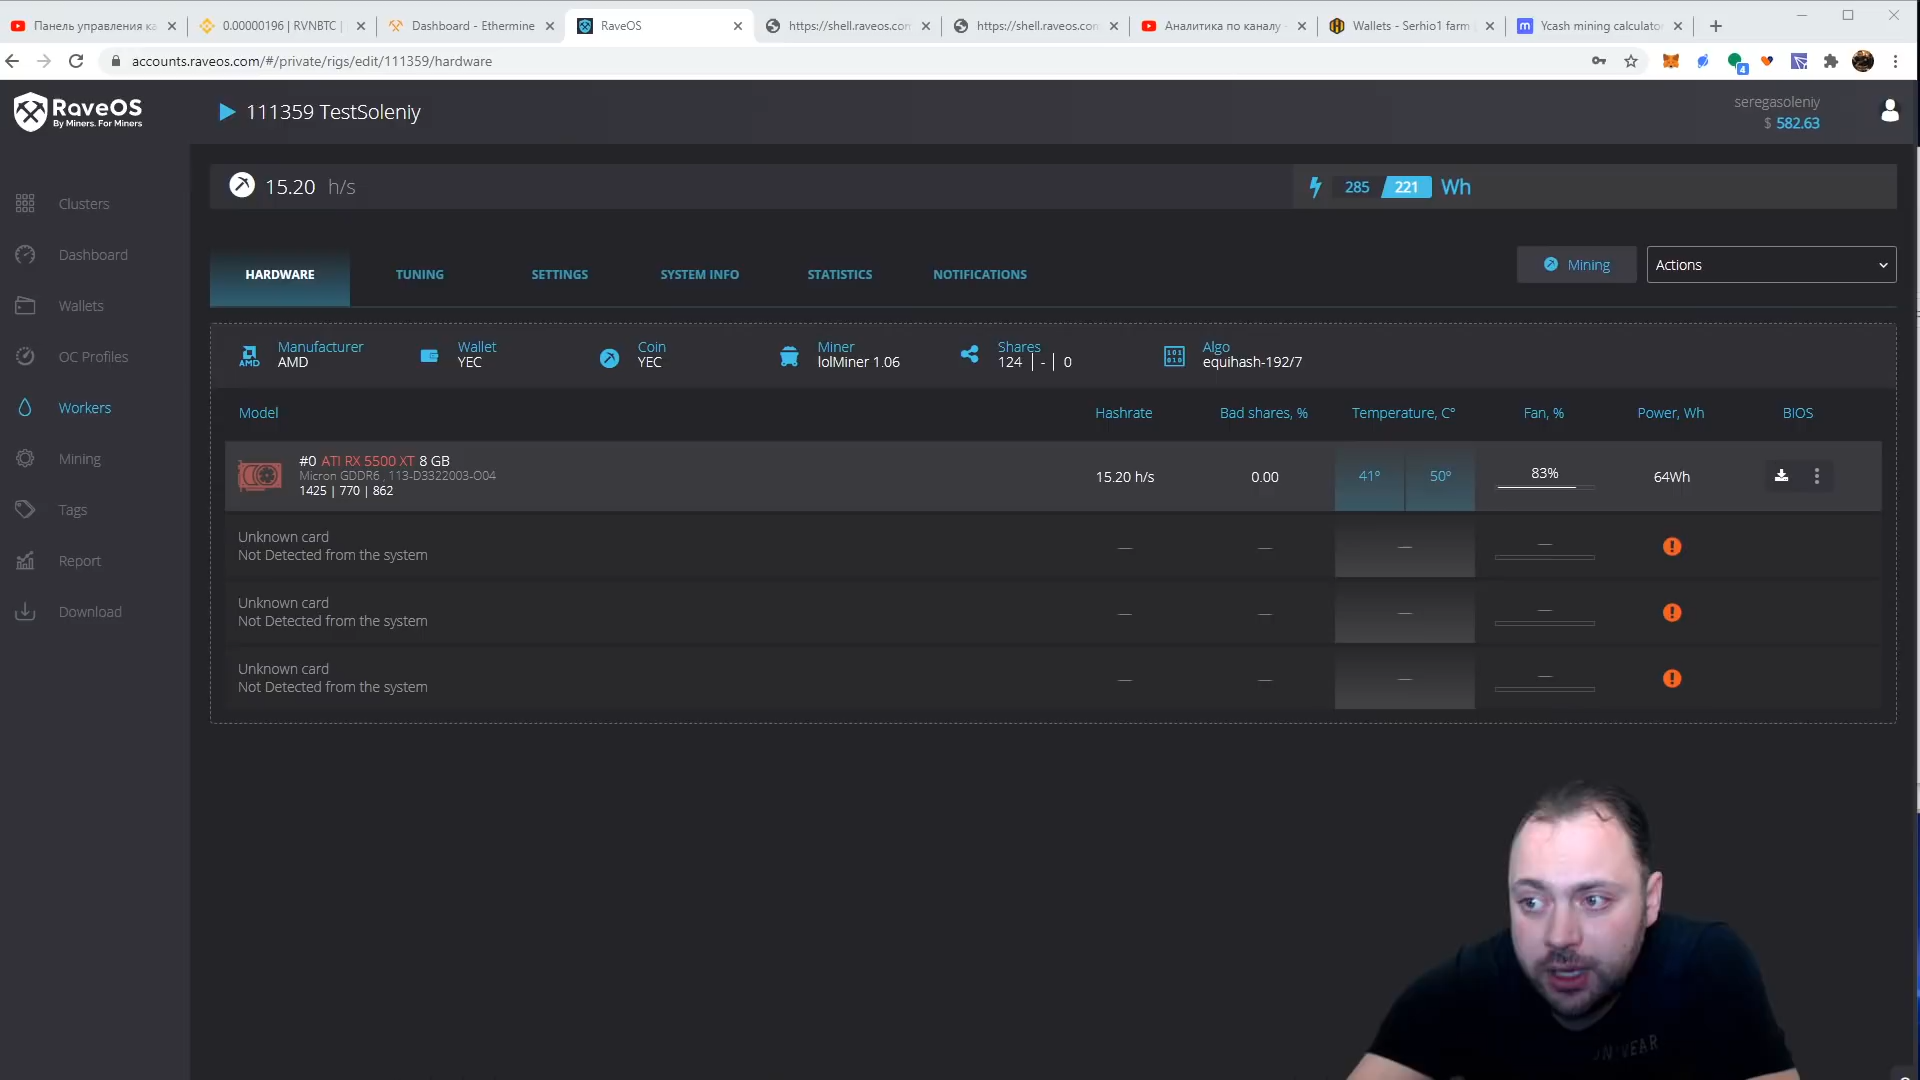 Панель управления ка
0.00000196 | RVNBTC |
Dashboard - Ethermine
RaveOS
https://shell.raveos.com
https://shell.raveos.com
Аналитика по каналу
Wallets - Serhio1 farm
Ycash mining calculator
accounts.raveos.com/#/private/rigs/edit/111359/hardware
4
RaveOS
By Miners. For Miners
111359 TestSoleniy
seregasoleniy
$ 582.63
Clusters
Dashboard
Wallets
OC Profiles
Workers
Mining
Tags
Report
Download
15.20 h/s
285 221 Wh
HARDWARE
TUNING
SETTINGS
SYSTEM INFO
STATISTICS
NOTIFICATIONS
Mining
Actions
AMD
Manufacturer
AMD
Wallet
YEC
Coin
YEC
Miner
lolMiner 1.06
Shares
124 | - | 0
Algo
equihash-192/7
Model
Hashrate
Bad shares, %
Temperature, C°
Fan, %
Power, Wh
BIOS
#0 ATI RX 5500 XT 8 GB
Micron GDDR6 , 113-D3322003-O04
1425 | 770 | 862
15.20 h/s
0.00
41°
50°
83%
64Wh
Unknown card
Not Detected from the system
Unknown card
Not Detected from the system
Unknown card
Not Detected from the system